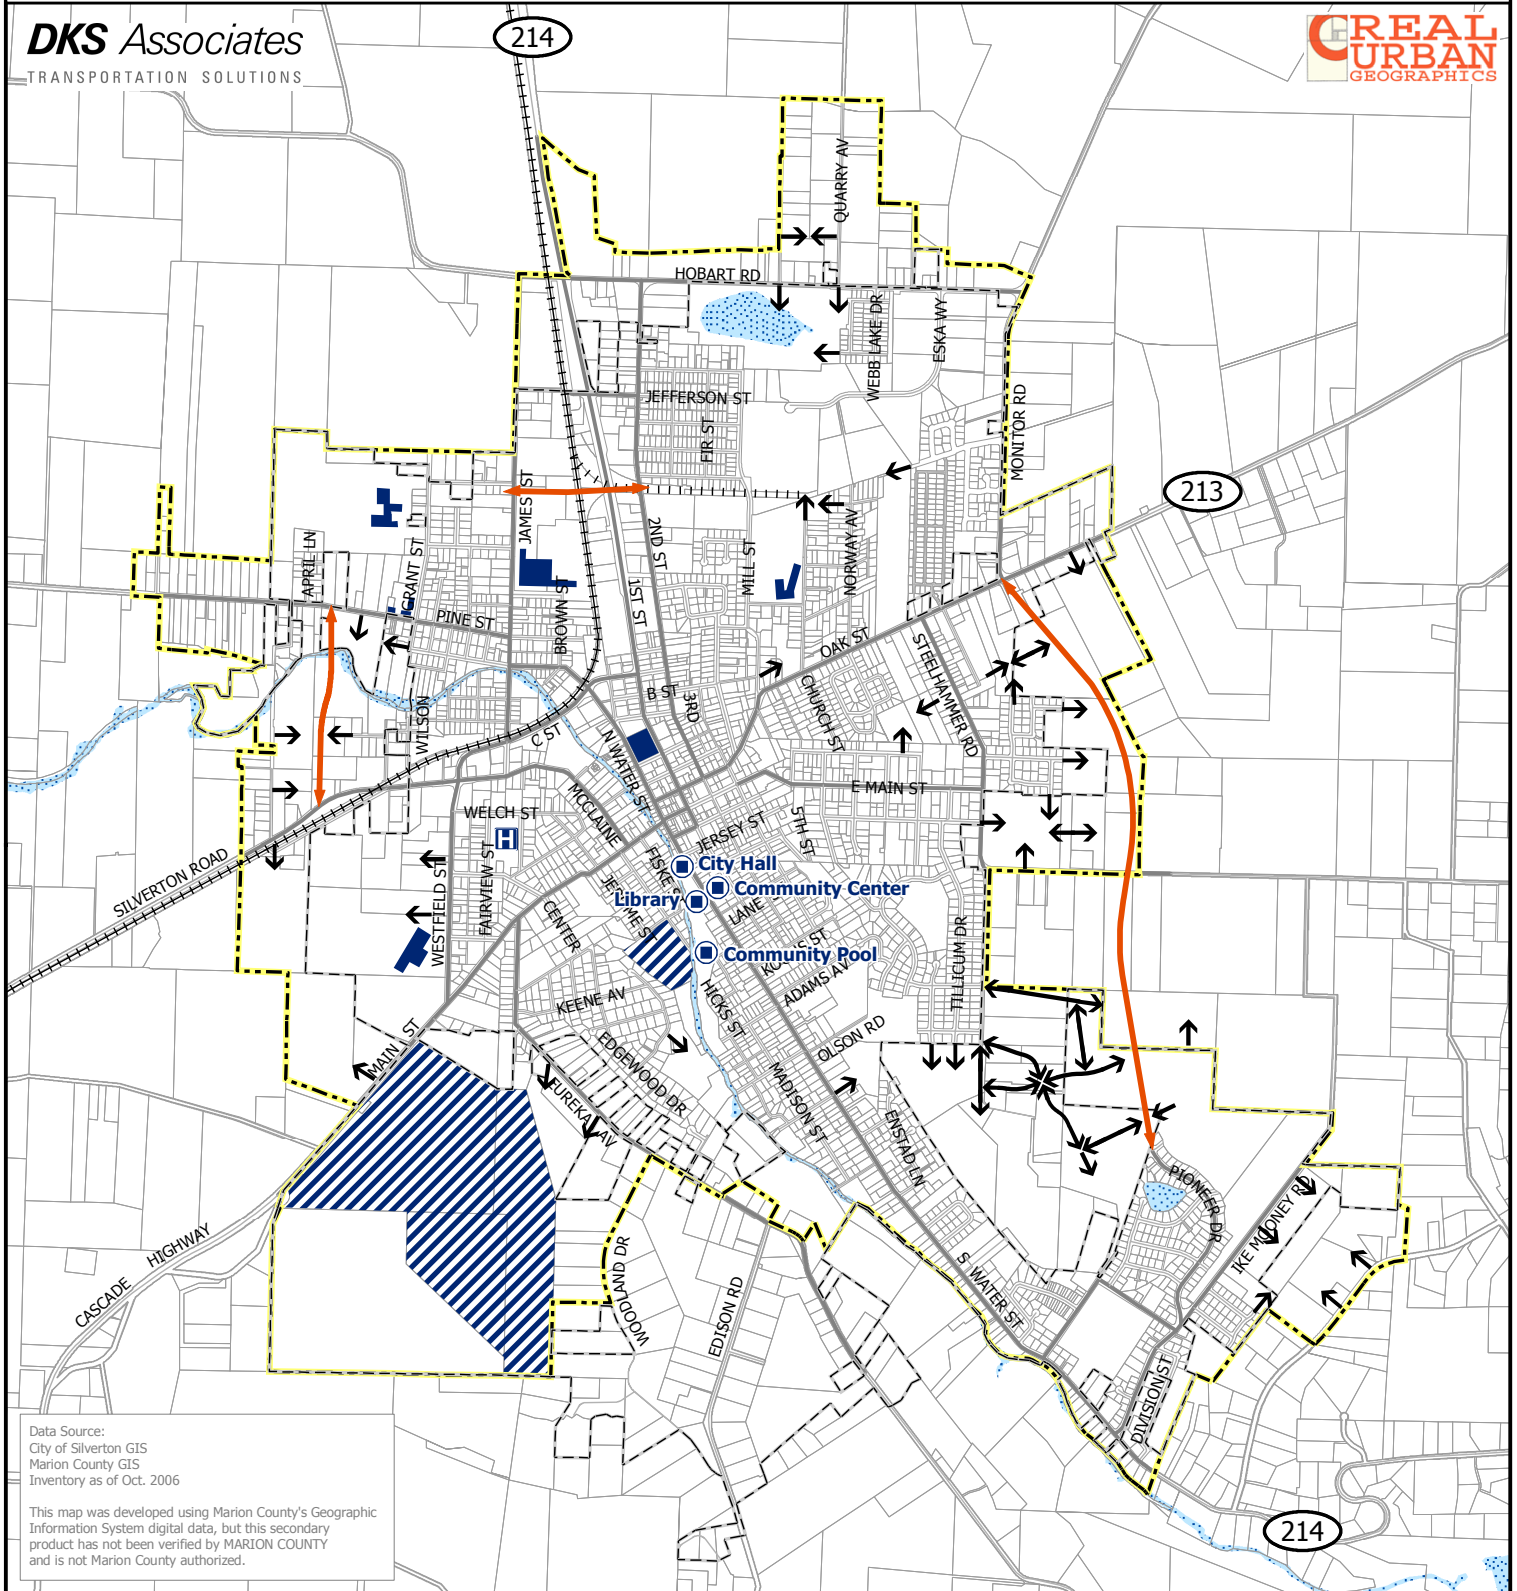 DKS Associates
TRANSPORTATION SOLUTIONS
214
REAL
URBAN
GEOGRAPHICS
QUARRY AV
HOBART RD
WEBB LAKE DR
ESKA WY
JEFFERSON ST
FIR ST
MONITOR RD
213
JAMES ST
2ND ST
NORWAY AV
APRIL LN
GRANT ST
MILL ST
1ST ST
BROWN ST
PINE ST
OAK ST
STEELHAMMER RD
CHURCH ST
B ST
3RD
WILSON
C ST
N WATER ST
E MAIN ST
MCCLAINE
WELCH ST
5TH ST
JERSEY ST
H
FISKE S
City Hall
SILVERTON ROAD
WESTFIELD ST
FAIRVIEW ST
Community Center
Library
LANE
CENTER
TILLICUM DR
Community Pool
ADAMS AV
KEENE AV
HICKS ST
OLSON RD
MAIN ST
EDGEWOOD DR
MADISON ST
EUREKA AV
ENSTAD LN
PIONEER DR
IKE MOONEY RD
CASCADE HIGHWAY
WOODLAND DR
EDISON RD
S WATER ST
DIVISION ST
Data Source:
City of Silverton GIS
Marion County GIS
Inventory as of Oct. 2006
This map was developed using Marion County's Geographic
Information System digital data, but this secondary
product has not been verified by MARION COUNTY
and is not Marion County authorized.
214